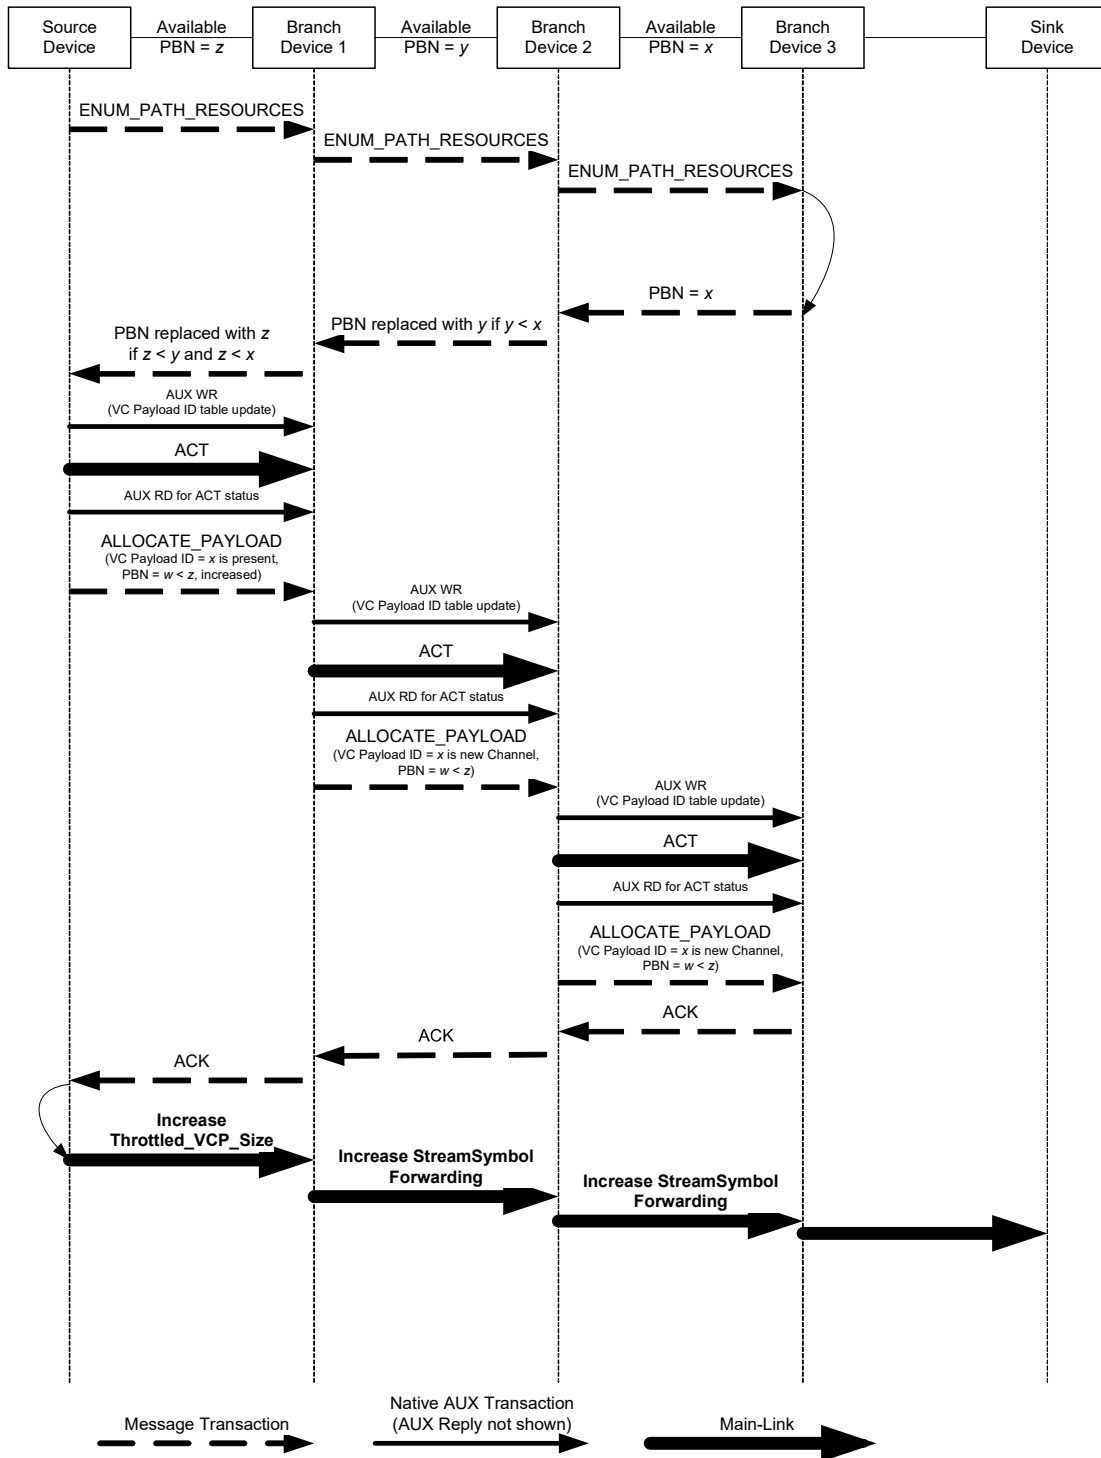 Source
Device
Available
PBN = z
Branch
Device 1
Available
PBN = y
Branch
Device 2
Available
PBN = x
Branch
Device 3
Sink
Device
ENUM_PATH_RESOURCES
ENUM_PATH_RESOURCES
ENUM_PATH_RESOURCES
PBN = x
PBN replaced with y if y < x
PBN replaced with z
if z < y and z < x
AUX WR
(VC Payload ID table update)
ACT
AUX RD for ACT status
ALLOCATE_PAYLOAD
(VC Payload ID = x is present,
PBN = w < z, increased)
AUX WR
(VC Payload ID table update)
ACT
AUX RD for ACT status
ALLOCATE_PAYLOAD
(VC Payload ID = x is new Channel,
PBN = w < z)
AUX WR
(VC Payload ID table update)
ACT
AUX RD for ACT status
ALLOCATE_PAYLOAD
(VC Payload ID = x is new Channel,
PBN = w < z)
ACK
ACK
ACK
Increase
Throttled_VCP_Size
Increase StreamSymbol
Forwarding
Increase StreamSymbol
Forwarding
Message Transaction
Native AUX Transaction
(AUX Reply not shown)
Main-Link